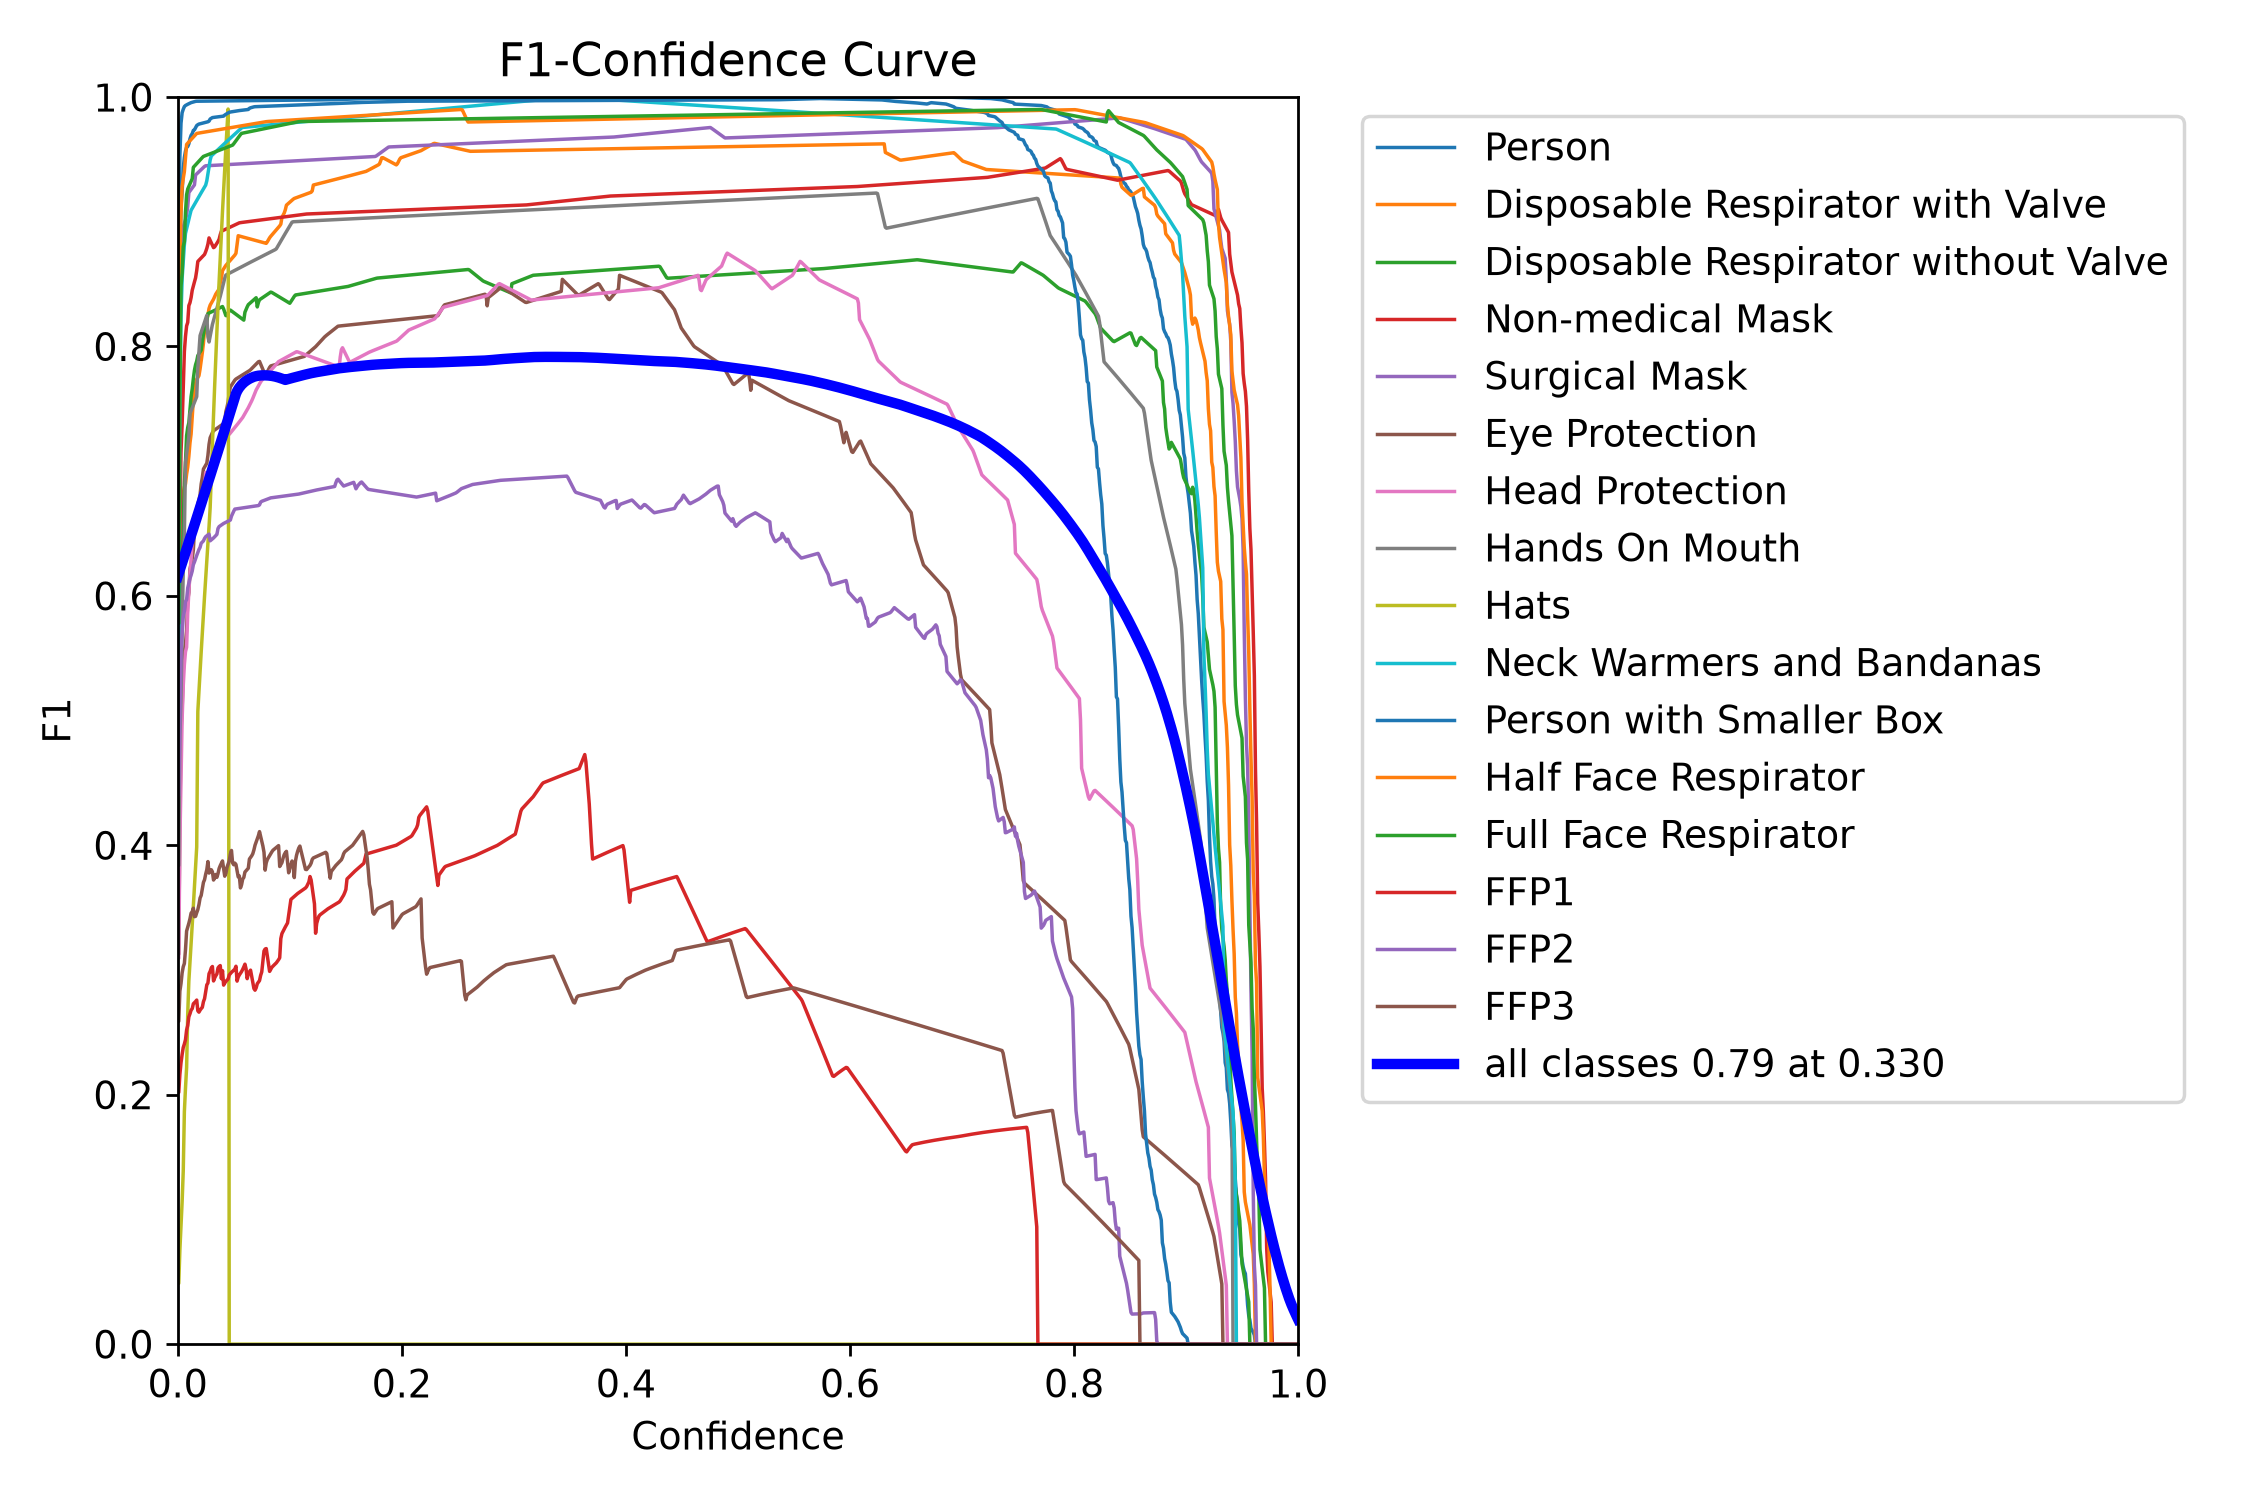 F1-Confidence Curve
1.0
0.8
0.6
0.4
0.2
0.0
F1
0.0 0.2 0.4 0.6 0.8 1.0
Confidence
Person
Disposable Respirator with Valve
Disposable Respirator without Valve
Non-medical Mask
Surgical Mask
Eye Protection
Head Protection
Hands On Mouth
Hats
Neck Warmers and Bandanas
Person with Smaller Box
Half Face Respirator
Full Face Respirator
FFP1
FFP2
FFP3
all classes 0.79 at 0.330